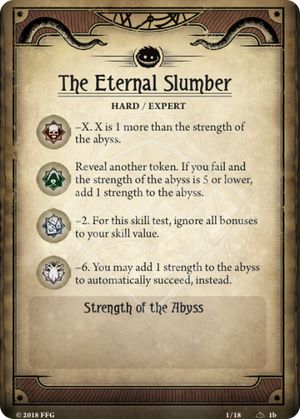 The Eternal Slumber
HARD / EXPERT
–X. X is 1 more than the strength of
the abyss.
Reveal another token. If you fail and
the strength of the abyss is 5 or lower,
add 1 strength to the abyss.
–2. For this skill test, ignore all bonuses
to your skill value.
–6. You may add 1 strength to the abyss
to automatically succeed, instead.
Strength of the Abyss
© 2018 FFG
1/18
1b